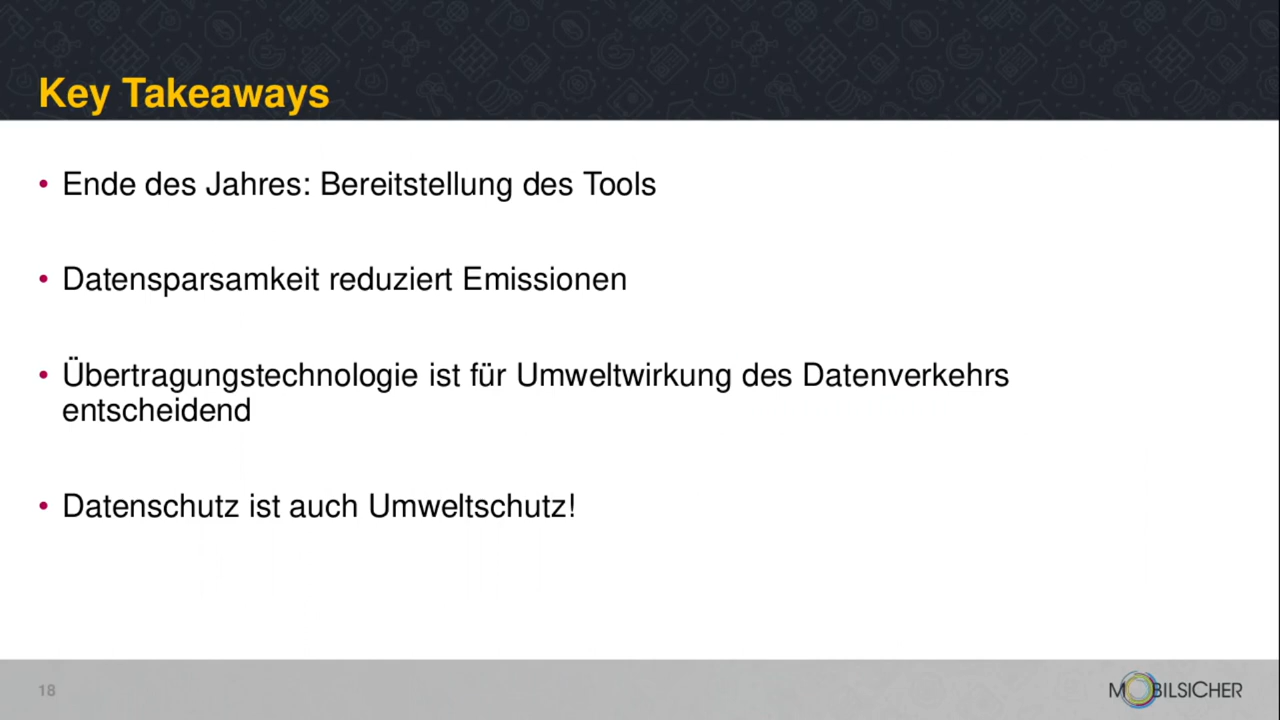 Key Takeaways
• Ende des Jahres: Bereitstellung des Tools
• Datensparsamkeit reduziert Emissionen
• Übertragungstechnologie ist für Umweltwirkung des Datenverkehrs
entscheidend
• Datenschutz ist auch Umweltschutz!
18
MOBILSICHER